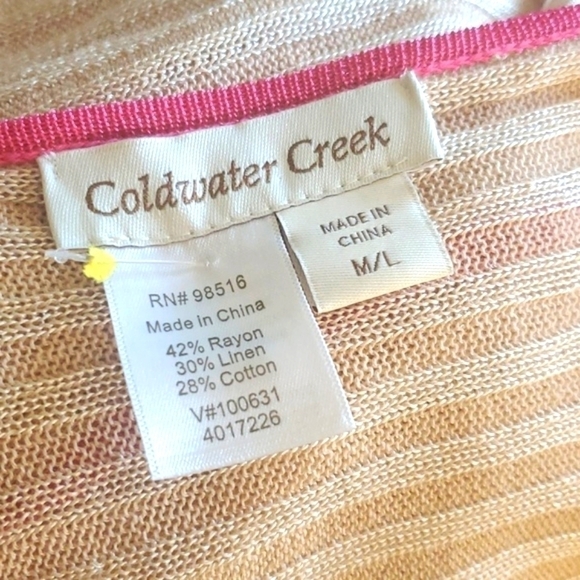 Coldwater Creek
MADE IN
CHINA
M/L
RN# 98516
Made in China
42% Rayon
30% Linen
28% Cotton
V#100631
4017226